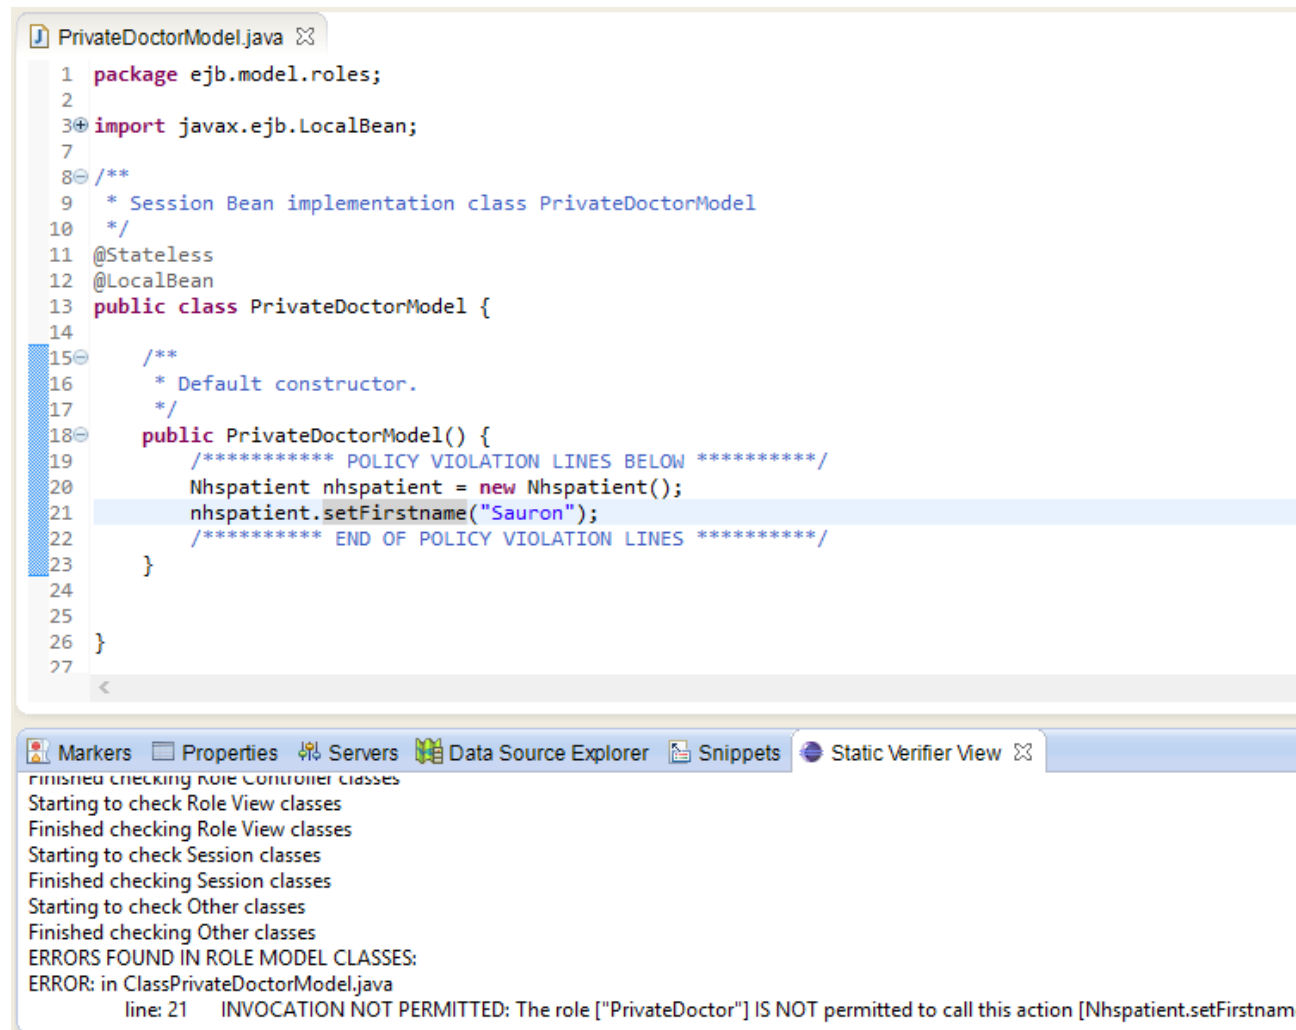 PrivateDoctorModel.java
1 package ejb.model.roles;
2
3 import javax.ejb.LocalBean;
7
8 /**
9 * Session Bean implementation class PrivateDoctorModel
10 */
11 @Stateless
12 @LocalBean
13 public class PrivateDoctorModel {
14
15 /**
16 * Default constructor.
17 */
18 public PrivateDoctorModel() {
19 /*********** POLICY VIOLATION LINES BELOW **********/
20 Nhspatient nhspatient = new Nhspatient();
21 nhspatient.setFirstname("Sauron");
22 /********** END OF POLICY VIOLATION LINES **********/
23 }
24
25
26 }
27
Markers Properties Servers Data Source Explorer Snippets Static Verifier View
Finished checking Role Controller classes
Starting to check Role View classes
Finished checking Role View classes
Starting to check Session classes
Finished checking Session classes
Starting to check Other classes
Finished checking Other classes
ERRORS FOUND IN ROLE MODEL CLASSES:
ERROR: in ClassPrivateDoctorModel.java
line: 21 INVOCATION NOT PERMITTED: The role ["PrivateDoctor"] IS NOT permitted to call this action [Nhspatient.setFirstnam